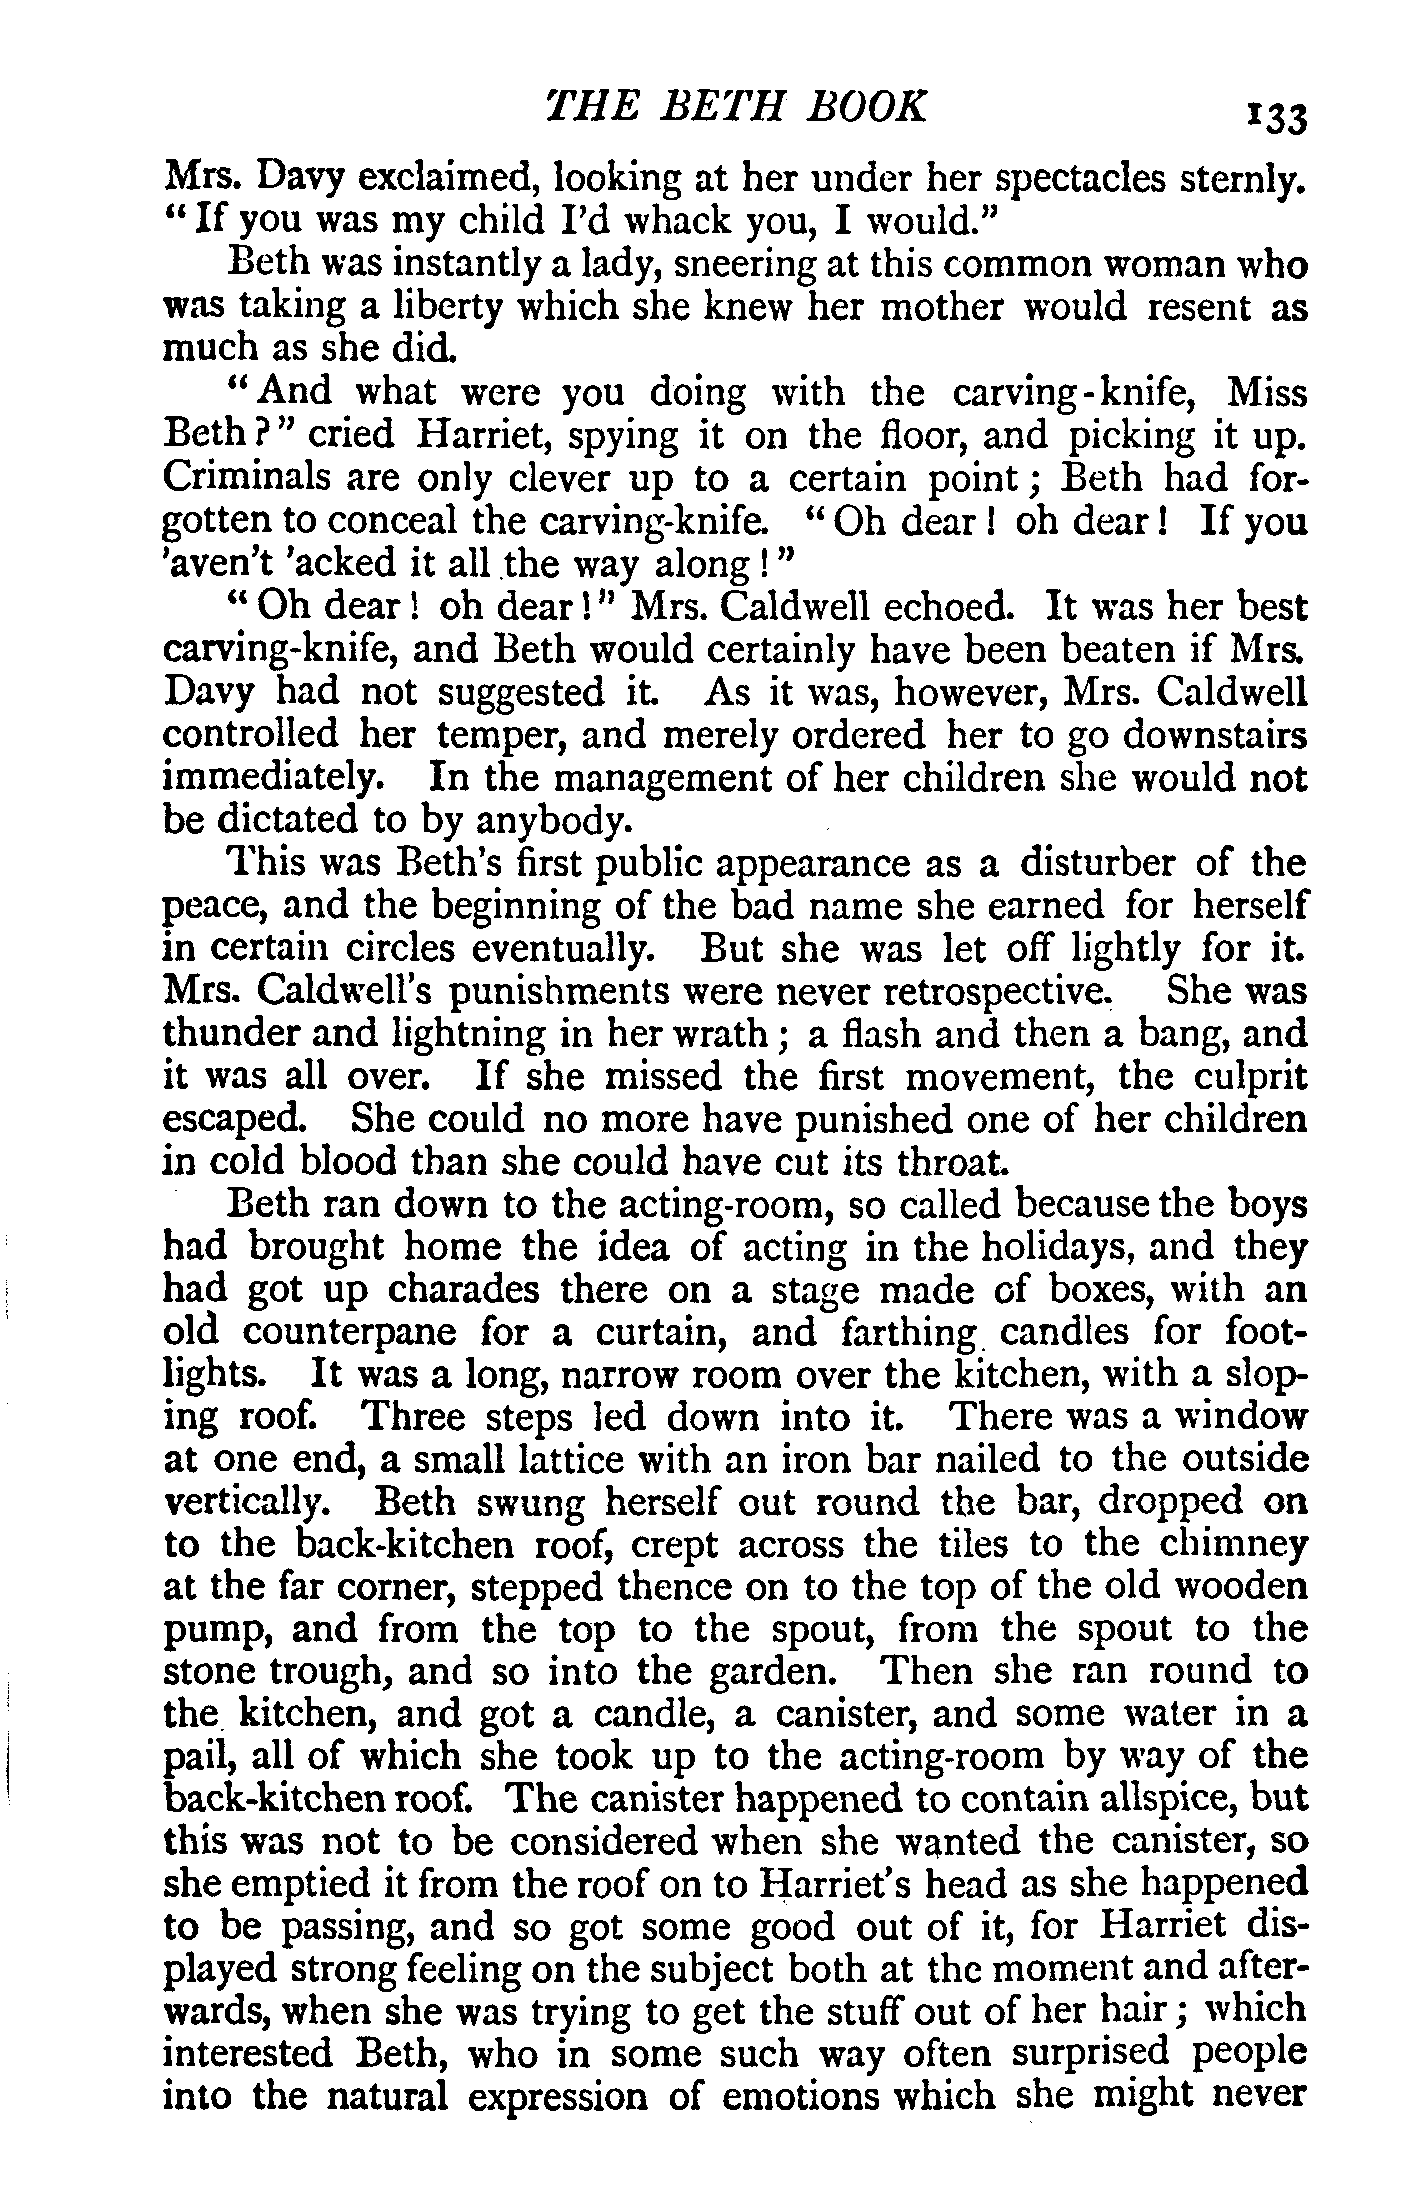 THE BETH BOOK 133
Mrs. Davy exclaimed, looking at her under her spectacles sternly.
“If you was my child I’d whack you, I would.”
Beth was instantly a lady, sneering at this common woman who
was taking a liberty which she knew her mother would resent as
much as she did.
“And what were you doing with the carving-knife, Miss
Beth?” cried Harriet, spying it on the floor, and picking it up.
Criminals are only clever up to a certain point; Beth had for-
gotten to conceal the carving-knife. “Oh dear! oh dear! If you
’aven’t ’acked it all the way along!”
“Oh dear! oh dear!” Mrs. Caldwell echoed. It was her best
carving-knife, and Beth would certainly have been beaten if Mrs.
Davy had not suggested it. As it was, however, Mrs. Caldwell
controlled her temper, and merely ordered her to go downstairs
immediately. In the management of her children she would not
be dictated to by anybody.
This was Beth’s first public appearance as a disturber of the
peace, and the beginning of the bad name she earned for herself
in certain circles eventually. But she was let off lightly for it.
Mrs. Caldwell’s punishments were never retrospective. She was
thunder and lightning in her wrath; a flash and then a bang, and
it was all over. If she missed the first movement, the culprit
escaped. She could no more have punished one of her children
in cold blood than she could have cut its throat.
Beth ran down to the acting-room, so called because the boys
had brought home the idea of acting in the holidays, and they
had got up charades there on a stage made of boxes, with an
old counterpane for a curtain, and farthing candles for foot-
lights. It was a long, narrow room over the kitchen, with a slop-
ing roof. Three steps led down into it. There was a window
at one end, a small lattice with an iron bar nailed to the outside
vertically. Beth swung herself out round the bar, dropped on
to the back-kitchen roof, crept across the tiles to the chimney
at the far corner, stepped thence on to the top of the old wooden
pump, and from the top to the spout, from the spout to the
stone trough, and so into the garden. Then she ran round to
the kitchen, and got a candle, a canister, and some water in a
pail, all of which she took up to the acting-room by way of the
back-kitchen roof. The canister happened to contain allspice, but
this was not to be considered when she wanted the canister, so
she emptied it from the roof on to Harriet’s head as she happened
to be passing, and so got some good out of it, for Harriet dis-
played strong feeling on the subject both at the moment and after-
wards, when she was trying to get the stuff out of her hair; which
interested Beth, who in some such way often surprised people
into the natural expression of emotions which she might never